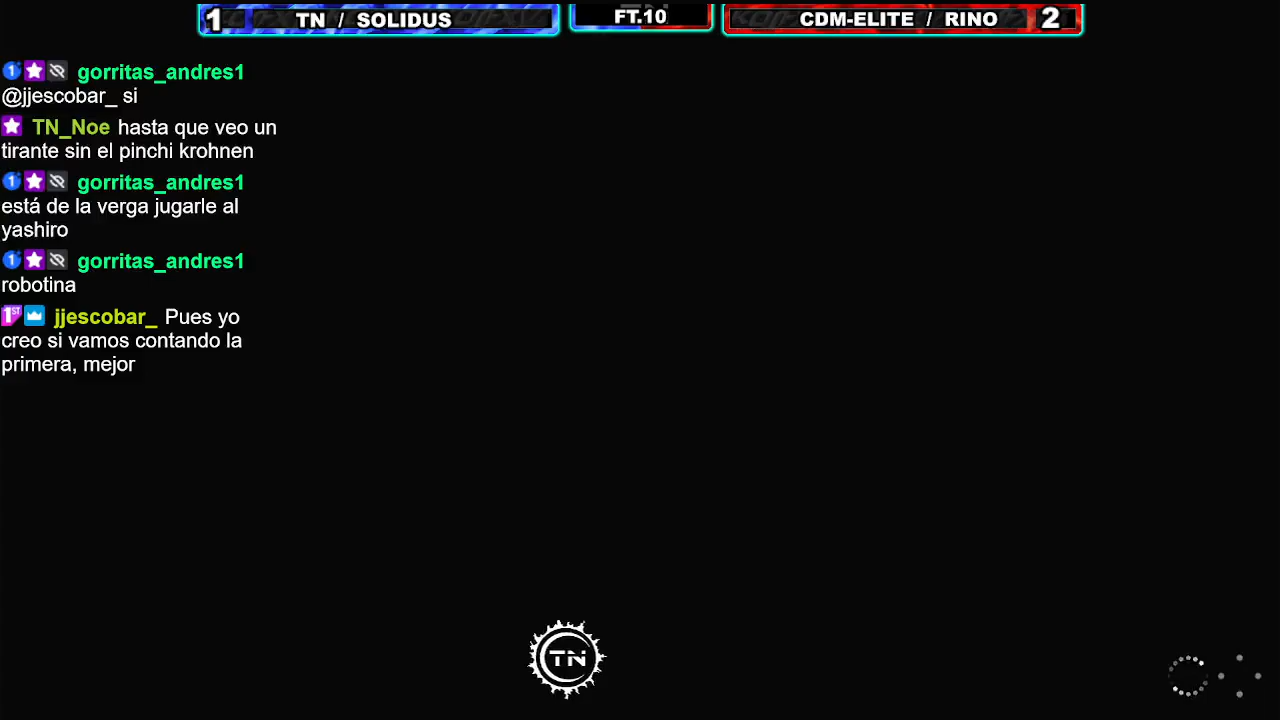 1 TN / SOLIDUS FT.10 CDM-ELITE / RINO 2
gorritas_andres1
@jjescobar_ si
TN_Noe hasta que veo un
tirante sin el pinchi krohnen
gorritas_andres1
está de la verga jugarle al
yashiro
gorritas_andres1
robotina
jjescobar_ Pues yo
creo si vamos contando la
primera, mejor
TN